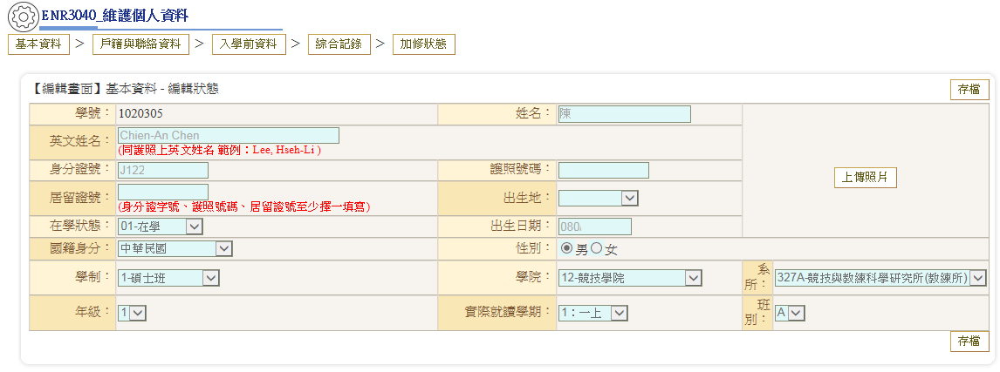 ENR3040_維護個人資料
基本資料 > 戶籍與聯絡資料 > 入學前資料 > 綜合記錄 > 加修狀態
【編輯畫面】基本資料 - 編輯狀態 存檔
學號： 1020305 姓名： 陳
英文姓名： Chien-An Chen
(同護照上英文姓名 範例：Lee, Hseh-Li )
身分證號： J122 護照號碼：
上傳照片
居留證號： 出生地：
(身分證字號、護照號碼、居留證號至少擇一填寫)
在學狀態： 01-在學 出生日期： 080/
國籍身分： 中華民國 性別： 男 女
學制： 1-碩士班 學院： 12-競技學院 系所： 327A-競技與教練科學研究所(教練所)
年級： 1 實際就讀學期： 1：一上 班別： A
存檔